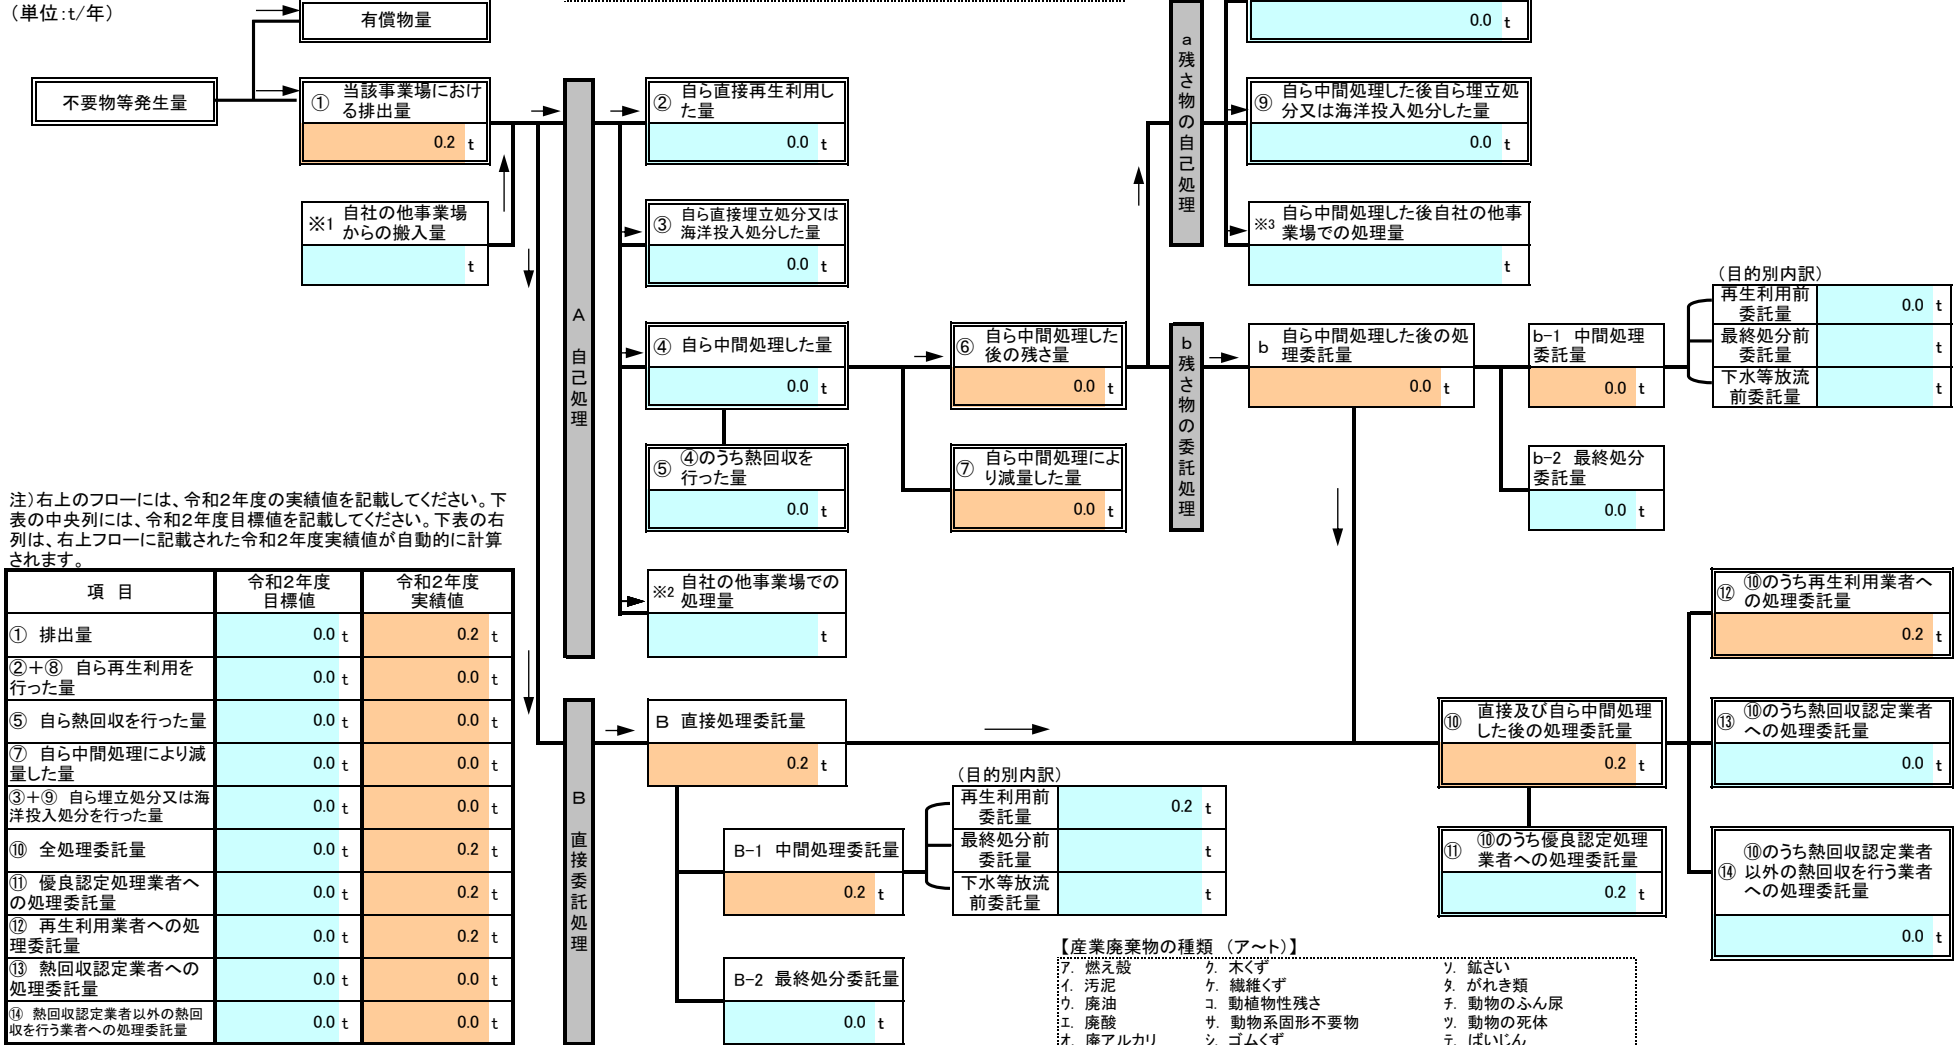 (単位:t/年)
有償物量
不要物等発生量
① 当該事業場におけ
る排出量
0.2 t
※1 自社の他事業場
からの搬入量
t
A 自己処理
② 自ら直接再生利用し
た量
0.0 t
③ 自ら直接埋立処分又は
海洋投入処分した量
0.0 t
④ 自ら中間処理した量
0.0 t
⑤ ④のうち熱回収を
行った量
0.0 t
※2 自社の他事業場での
処理量
t
⑥ 自ら中間処理した
後の残さ量
0.0 t
⑦ 自ら中間処理によ
り減量した量
0.0 t
a 残さ物の自己処理
0.0 t
⑨ 自ら中間処理した後自ら埋立処
分又は海洋投入処分した量
0.0 t
※3 自ら中間処理した後自社の他事
業場での処理量
t
b 残さ物の委託処理
b 自ら中間処理した後の処
理委託量
0.0 t
b-1 中間処理
委託量
0.0 t
b-2 最終処分
委託量
0.0 t
(目的別内訳)
再生利用前
委託量
0.0 t
最終処分前
委託量
t
下水等放流
前委託量
t
注)右上のフローには、令和2年度の実績値を記載してください。下
表の中央列には、令和2年度目標値を記載してください。下表の右
列は、右上フローに記載された令和2年度実績値が自動的に計算
されます。
項 目 令和2年度 目標値 令和2年度 実績値
① 排出量 0.0 t 0.2 t
②+⑧ 自ら再生利用を
行った量 0.0 t 0.0 t
⑤ 自ら熱回収を行った量 0.0 t 0.0 t
⑦ 自ら中間処理により減
量した量 0.0 t 0.0 t
③+⑨ 自ら埋立処分又は海
洋投入処分を行った量 0.0 t 0.0 t
⑩ 全処理委託量 0.0 t 0.2 t
⑪ 優良認定処理業者へ
の処理委託量 0.0 t 0.2 t
⑫ 再生利用業者への処
理委託量 0.0 t 0.2 t
⑬ 熱回収認定業者への
処理委託量 0.0 t 0.0 t
⑭ 熱回収認定業者以外の熱回
収を行う業者への処理委託量 0.0 t 0.0 t
B 直接委託処理
B 直接処理委託量
0.2 t
B-1 中間処理委託量
0.2 t
B-2 最終処分委託量
0.0 t
(目的別内訳)
再生利用前
委託量
0.2 t
最終処分前
委託量
t
下水等放流
前委託量
t
⑩ 直接及び自ら中間処理
した後の処理委託量
0.2 t
⑪ ⑩のうち優良認定処理
業者への処理委託量
0.2 t
⑫ ⑩のうち再生利用業者へ
の処理委託量
0.2 t
⑬ ⑩のうち熱回収認定業者
への処理委託量
0.0 t
⑭ ⑩のうち熱回収認定業者
以外の熱回収を行う業者
への処理委託量
0.0 t
【産業廃棄物の種類 (ア～ト)】
ア. 燃え殻 ク. 木くず ソ. 鉱さい
イ. 汚泥 ケ. 繊維くず タ. がれき類
ウ. 廃油 コ. 動植物性残さ チ. 動物のふん尿
エ. 廃酸 サ. 動物系固形不要物 ツ. 動物の死体
オ. 廃アルカリ シ. ゴムくず テ. ばいじん